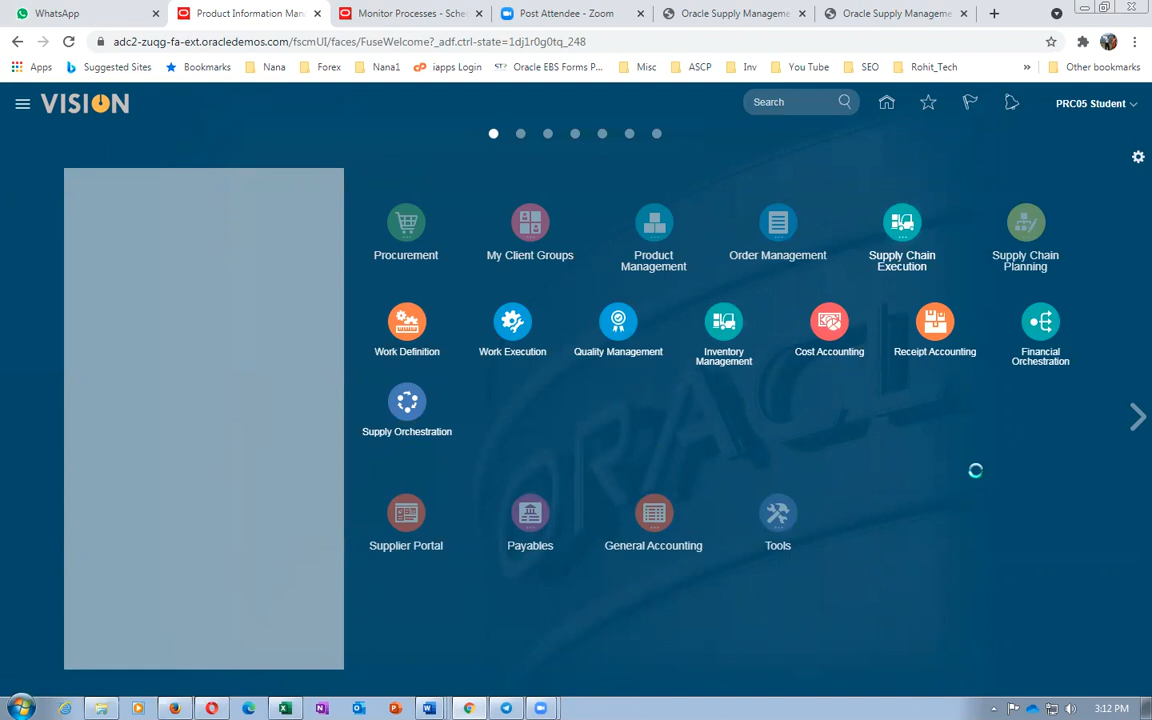 WhatsApp
Product Information Man
Monitor Processes - Sche
Post Attendee - Zoom
Oracle Supply Manageme
Oracle Supply Manageme
adc2-zuqg-fa-ext.oracledemos.com/fscmUI/faces/FuseWelcome?_adf.ctrl-state=1dj1r0g0tq_248
Apps
Suggested Sites
Bookmarks
Nana
Forex
Nana1
iapps Login
Oracle EBS Forms P...
Misc
ASCP
Inv
You Tube
SEO
Rohit_Tech
»
Other bookmarks
VISION
Search
PRC05 Student
Procurement
My Client Groups
Product
Management
Order Management
Supply Chain
Execution
Supply Chain
Planning
Work Definition
Work Execution
Quality Management
Inventory
Management
Cost Accounting
Receipt Accounting
Financial
Orchestration
Supply Orchestration
Supplier Portal
Payables
General Accounting
Tools
3:12 PM